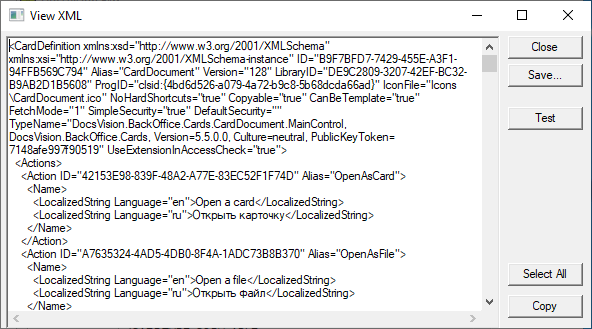 View XML
<CardDefinition xmlns:xsd="http://www.w3.org/2001/XMLSchema"
xmlns:xsi="http://www.w3.org/2001/XMLSchema-instance" ID="B9F7BFD7-7429-455E-A3F1-
94FFB569C794" Alias="CardDocument" Version="128" LibraryID="DE9C2809-3207-42EF-BC32-
B9AB2D1B5608" ProgID="clsid:{4bd6d526-a079-4a72-b9c8-5b68dcda66ad}" IconFile="Icons
\CardDocument.ico" NoHardShortcuts="true" Copyable="true" CanBeTemplate="true"
FetchMode="1" SimpleSecurity="true" DefaultSecurity=""
TypeName="DocsVision.BackOffice.Cards.CardDocument.MainControl,
DocsVision.BackOffice.Cards, Version=5.5.0.0, Culture=neutral, PublicKeyToken=
7148afe997f90519" UseExtensionInAccessCheck="true">
<Actions>
<Action ID="42153E98-839F-48A2-A77E-83EC52F1F74D" Alias="OpenAsCard">
<Name>
<LocalizedString Language="en">Open a card</LocalizedString>
<LocalizedString Language="ru">Открыть карточку</LocalizedString>
</Name>
</Action>
<Action ID="A7635324-4AD5-4DB0-8F4A-1ADC73B8B370" Alias="OpenAsFile">
<Name>
<LocalizedString Language="en">Open a file</LocalizedString>
<LocalizedString Language="ru">Открыть файл</LocalizedString>
</Name>
Close
Save...
Test
Select All
Copy